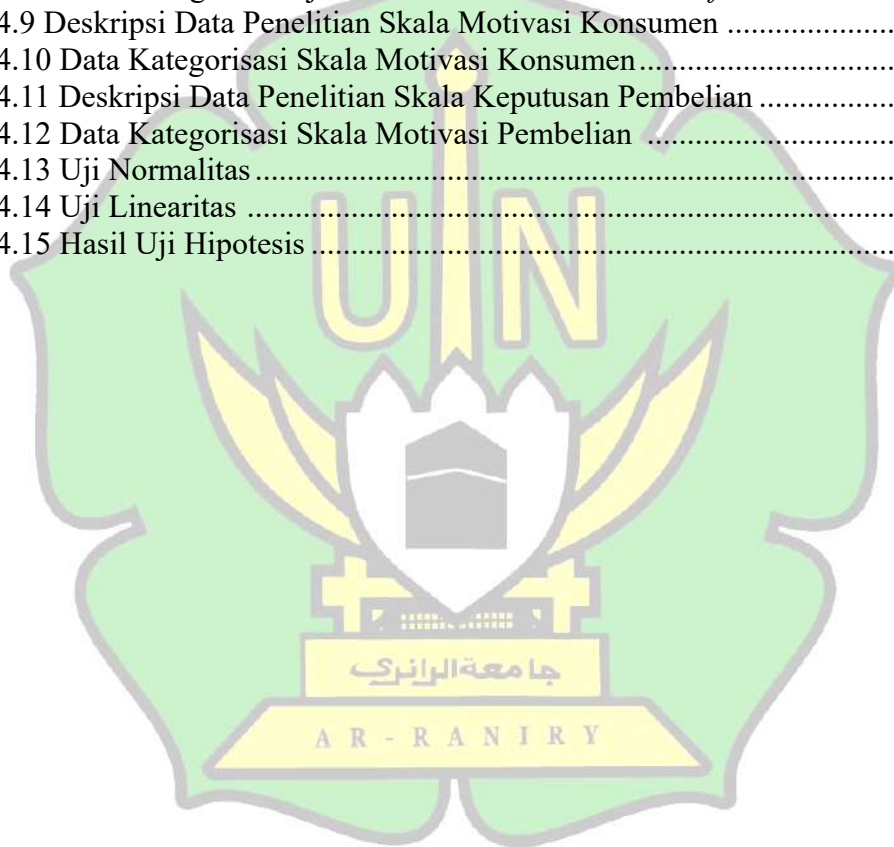 4.9 Deskripsi Data Penelitian Skala Motivasi Konsumen ......................
4.10 Data Kategorisasi Skala Motivasi Konsumen..................................
4.11 Deskripsi Data Penelitian Skala Keputusan Pembelian ..................
4.12 Data Kategorisasi Skala Motivasi Pembelian .................................
4.13 Uji Normalitas...................................................................................
4.14 Uji Linearitas ....................................................................................
4.15 Hasil Uji Hipotesis............................................................................
UIN
جامعةالرانري
AR-RANIRY